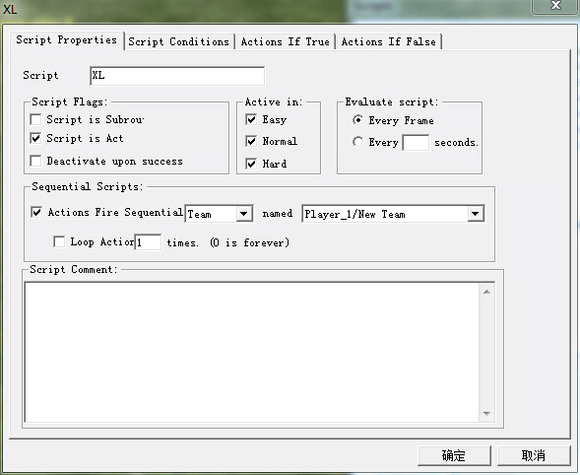 XL
Script Properties
Script Conditions
Actions If True
Actions If False
Script
XL
Script Flags:
Script is Subrou
Script is Act
Deactivate upon success
Active in:
Easy
Normal
Hard
Evaluate script:
Every Frame
Every seconds.
Sequential Scripts:
Actions Fire Sequential Team named Player_1/New Team
Loop Action 1 times. (0 is forever)
Script Comment:
确定
取消